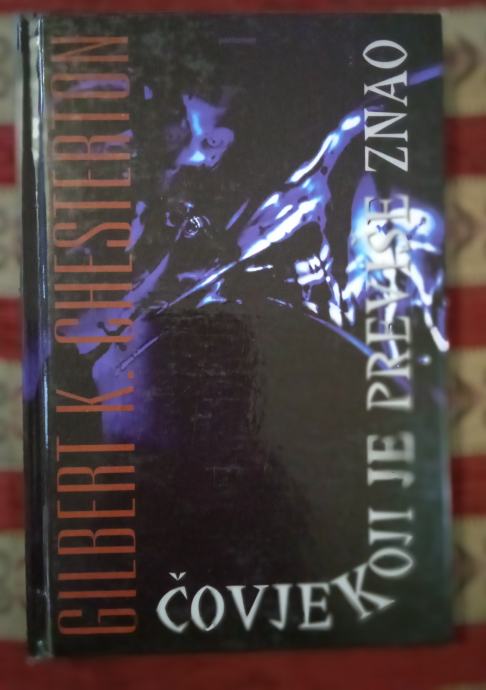 GILBERT K. CHESTERTON
ČOVJEK KOJI JE PREVIŠE ZNAO